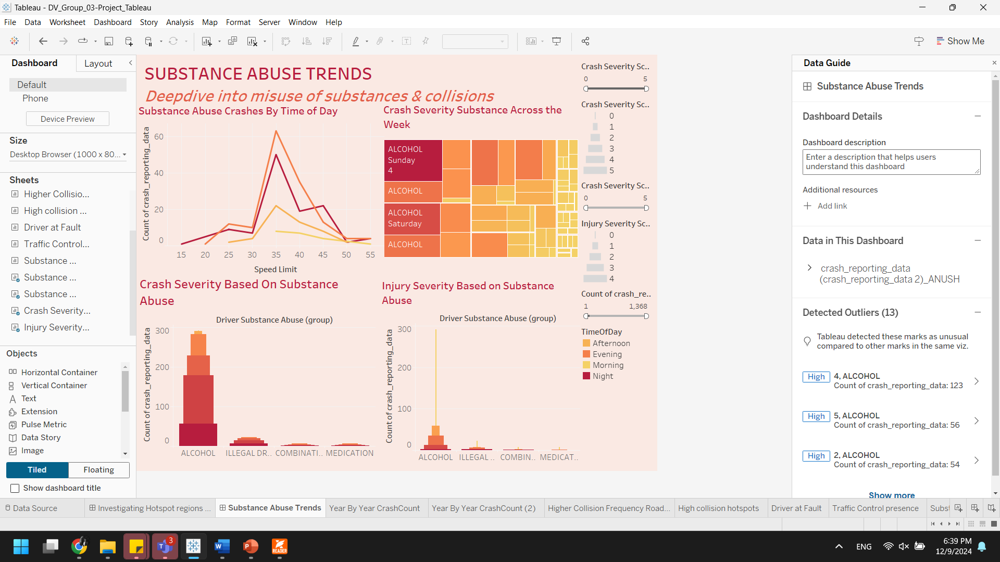 Tableau - DV_Group_03-Project_Tableau
File Data Worksheet Dashboard Story Analysis Map Format Server Window Help
Show Me
Dashboard Layout
Default
Phone
Device Preview
Size
Desktop Browser (1000 x 80...
Sheets
Higher Collisio...
High collision ...
Driver at Fault
Traffic Control...
Substance ...
Substance ...
Substance ...
Crash Severity...
Injury Severity...
Objects
Horizontal Container
Vertical Container
Text
Extension
Pulse Metric
Data Story
Image
Tiled Floating
Show dashboard title
SUBSTANCE ABUSE TRENDS
Deepdive into misuse of substances & collisions
Substance Abuse Crashes By Time of Day
Count of crash_reporting_data
60
40
20
0
15 20 25 30 35 40 45 50 55
Speed Limit
Crash Severity Substance Across the
Week
ALCOHOL
Sunday
4
ALCOHOL
ALCOHOL
Saturday
ALCOHOL
Crash Severity Based On Substance
Abuse
Driver Substance Abuse (group)
Count of crash_reporting_data
300
200
100
0
ALCOHOL ILLEGAL DR.. COMBINATI.. MEDICATION
Injury Severity Based on Substance
Abuse
Driver Substance Abuse (group)
Count of crash_reporting_data
300
200
100
0
ALCOHOL ILLEGAL .. COMBIN.. MEDICAT..
Crash Severity Sc..
0 5
Crash Severity Sc..
0
1
2
3
4
5
Crash Severity Sc..
0 5
Injury Severity Sc..
0
1
2
3
4
Count of crash_re..
1 1,368
TimeOfDay
Afternoon
Evening
Morning
Night
Data Guide
Substance Abuse Trends
Dashboard Details
Dashboard description
Enter a description that helps users
understand this dashboard
Additional resources
Add link
Data in This Dashboard
crash_reporting_data
(crash_reporting_data 2)_ANUSH
Detected Outliers (13)
Tableau detected these marks as unusual
compared to other marks in the same viz.
High 4, ALCOHOL
Count of crash_reporting_data: 123
High 5, ALCOHOL
Count of crash_reporting_data: 56
High 2, ALCOHOL
Count of crash_reporting_data: 54
Show more
Data Source Investigating Hotspot regions ... Substance Abuse Trends Year By Year CrashCount Year By Year CrashCount (2) Higher Collision Frequency Road... High collision hotspots Driver at Fault Traffic Control presence Subst
3
READER
ENG
6:39 PM
12/9/2024